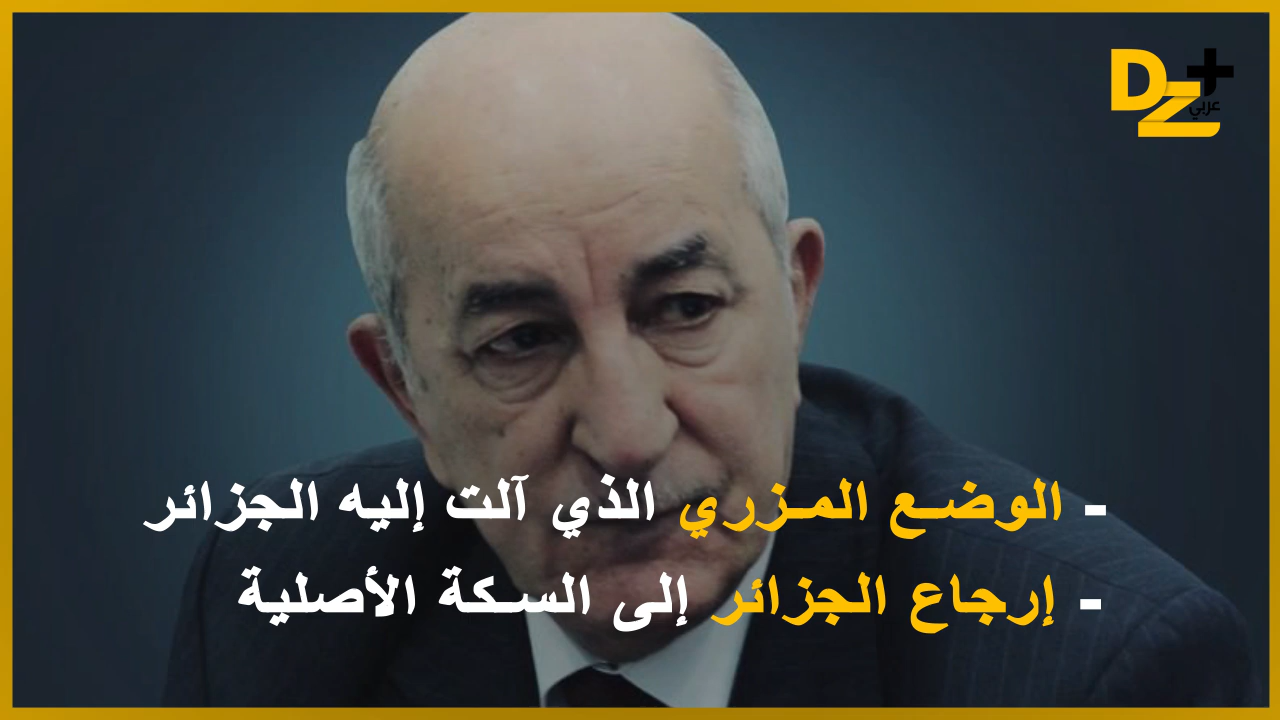 DZ+
عربي
- الوضع المزري الذي آلت إليه الجزائر
- إرجاع الجزائر إلى السكة الأصلية